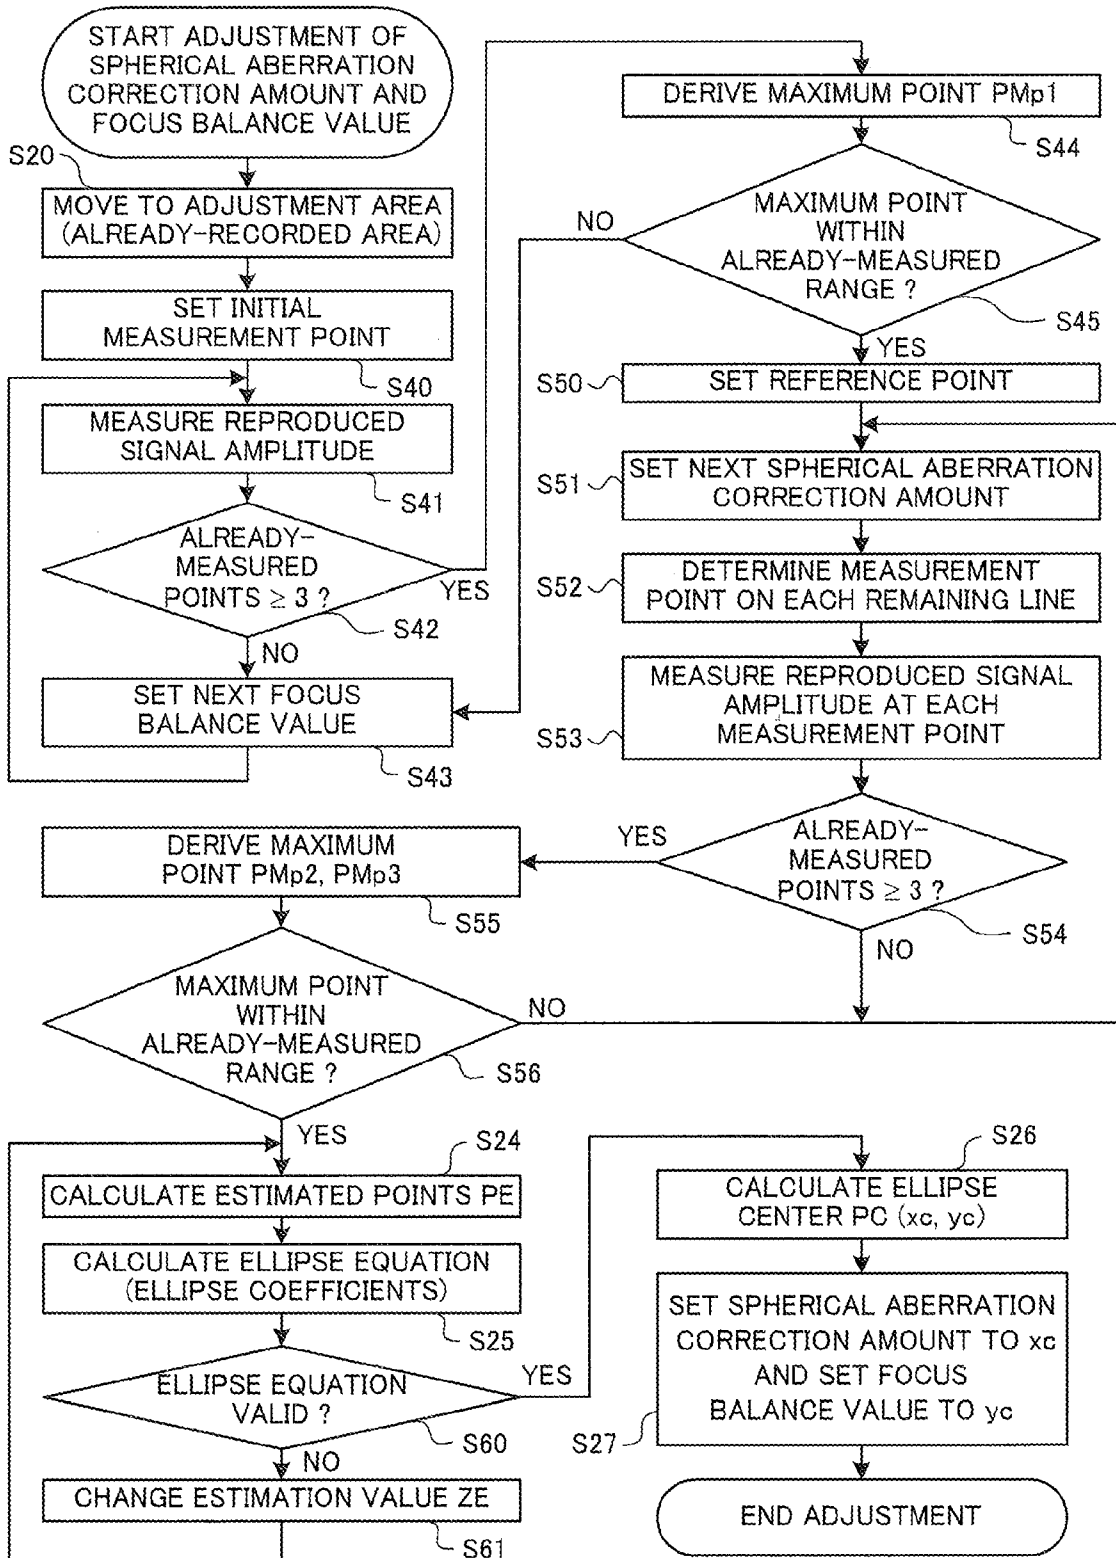 START ADJUSTMENT OF
SPHERICAL ABERRATION
CORRECTION AMOUNT AND
FOCUS BALANCE VALUE
S20
MOVE TO ADJUSTMENT AREA
(ALREADY-RECORDED AREA)
SET INITIAL
MEASUREMENT POINT
S40
MEASURE REPRODUCED
SIGNAL AMPLITUDE
S41
ALREADY-
MEASURED
POINTS ≥ 3 ?
YES
S42
NO
SET NEXT FOCUS
BALANCE VALUE
S43
DERIVE MAXIMUM POINT PMp1
S44
MAXIMUM POINT
WITHIN
ALREADY-MEASURED
RANGE ?
NO
S45
YES
S50
SET REFERENCE POINT
S51
SET NEXT SPHERICAL ABERRATION
CORRECTION AMOUNT
S52
DETERMINE MEASUREMENT
POINT ON EACH REMAINING LINE
MEASURE REPRODUCED SIGNAL
AMPLITUDE AT EACH
MEASUREMENT POINT
S53
YES
ALREADY-
MEASURED
POINTS ≥ 3 ?
S54
NO
DERIVE MAXIMUM
POINT PMp2, PMp3
S55
MAXIMUM POINT
WITHIN
ALREADY-MEASURED
RANGE ?
NO
S56
YES
S24
CALCULATE ESTIMATED POINTS PE
CALCULATE ELLIPSE EQUATION
(ELLIPSE COEFFICIENTS)
S25
ELLIPSE EQUATION
VALID ?
YES
S60
NO
CHANGE ESTIMATION VALUE ZE
S61
S26
CALCULATE ELLIPSE
CENTER PC (xc, yc)
SET SPHERICAL ABERRATION
CORRECTION AMOUNT TO xc
AND SET FOCUS
BALANCE VALUE TO yc
S27
END ADJUSTMENT